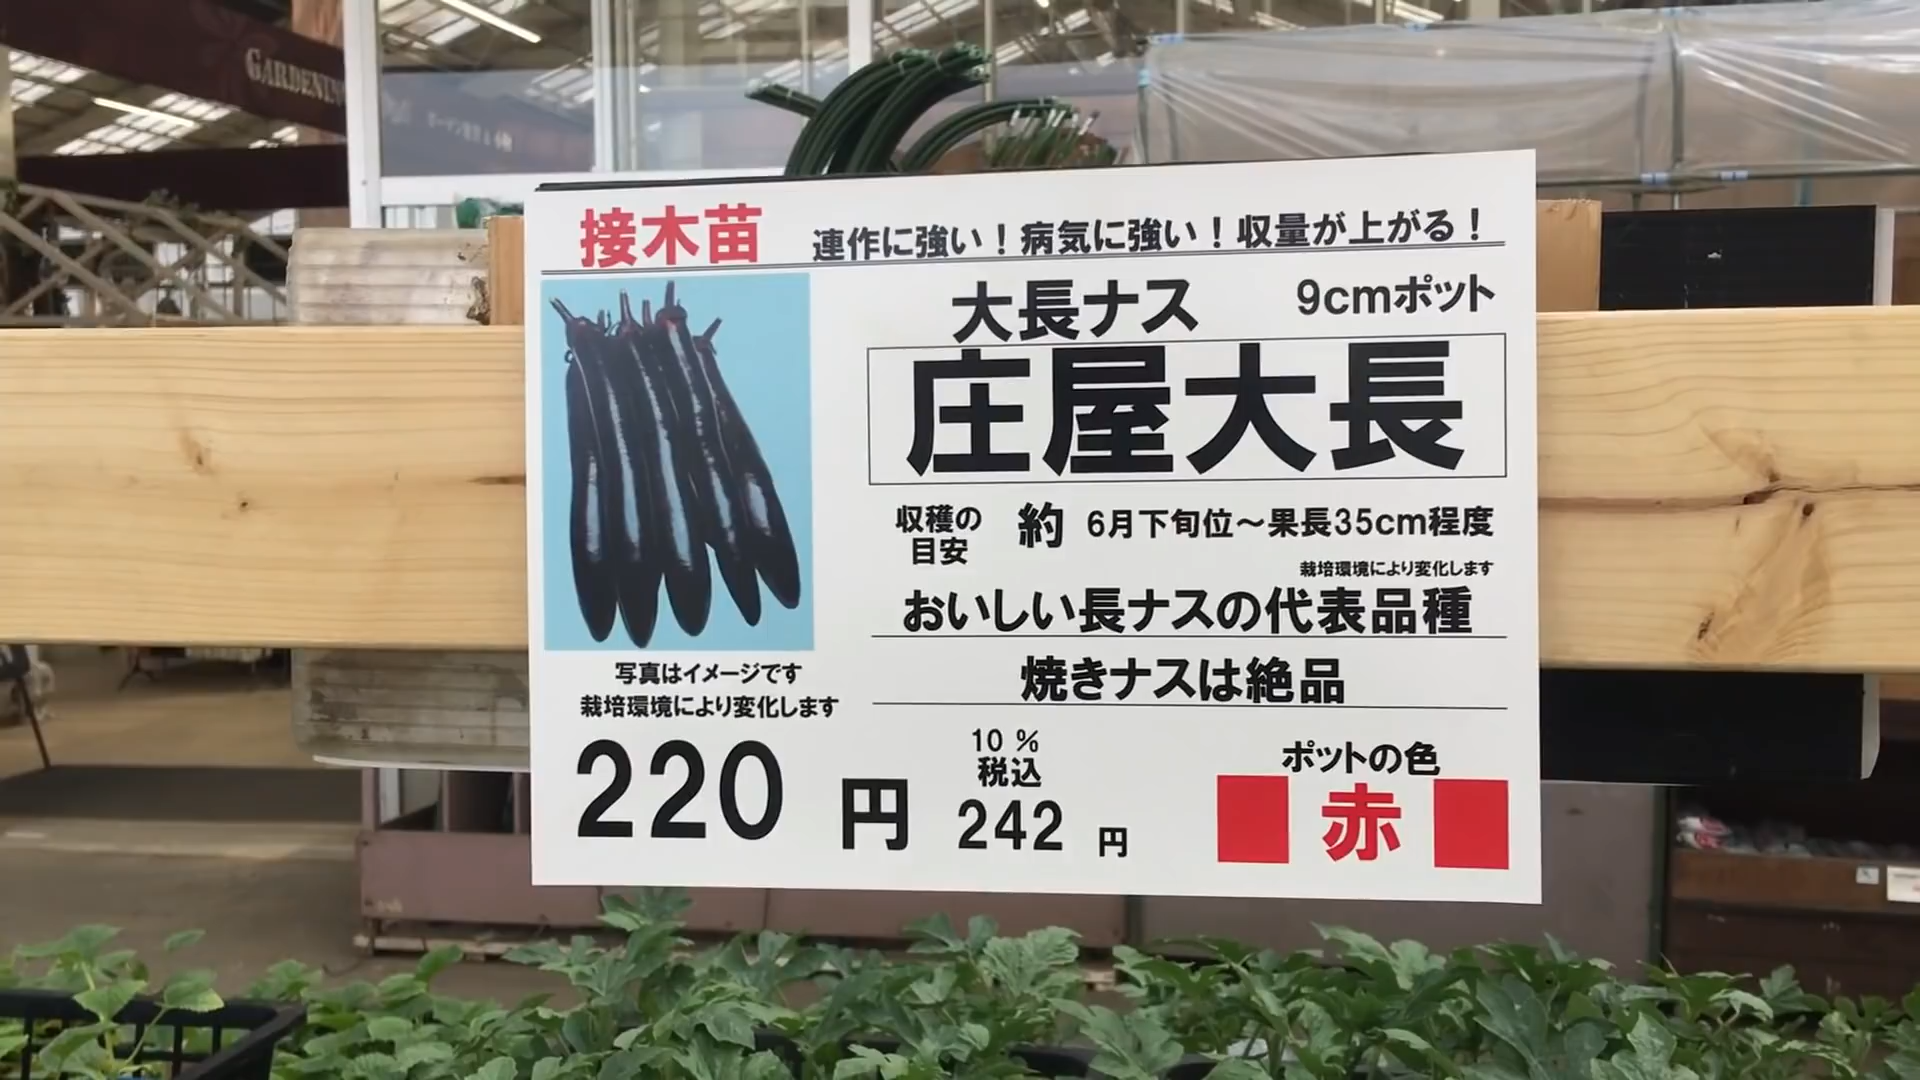 GARDENING
接木苗 連作に強い！病気に強い！収量が上がる！
大長ナス 9cmポット
庄屋大長
収穫の目安 約 6月下旬位～果長35cm程度
栽培環境により変化します
おいしい長ナスの代表品種
焼きナスは絶品
写真はイメージです
栽培環境により変化します
220 円
10 %
税込
242 円
ポットの色
赤